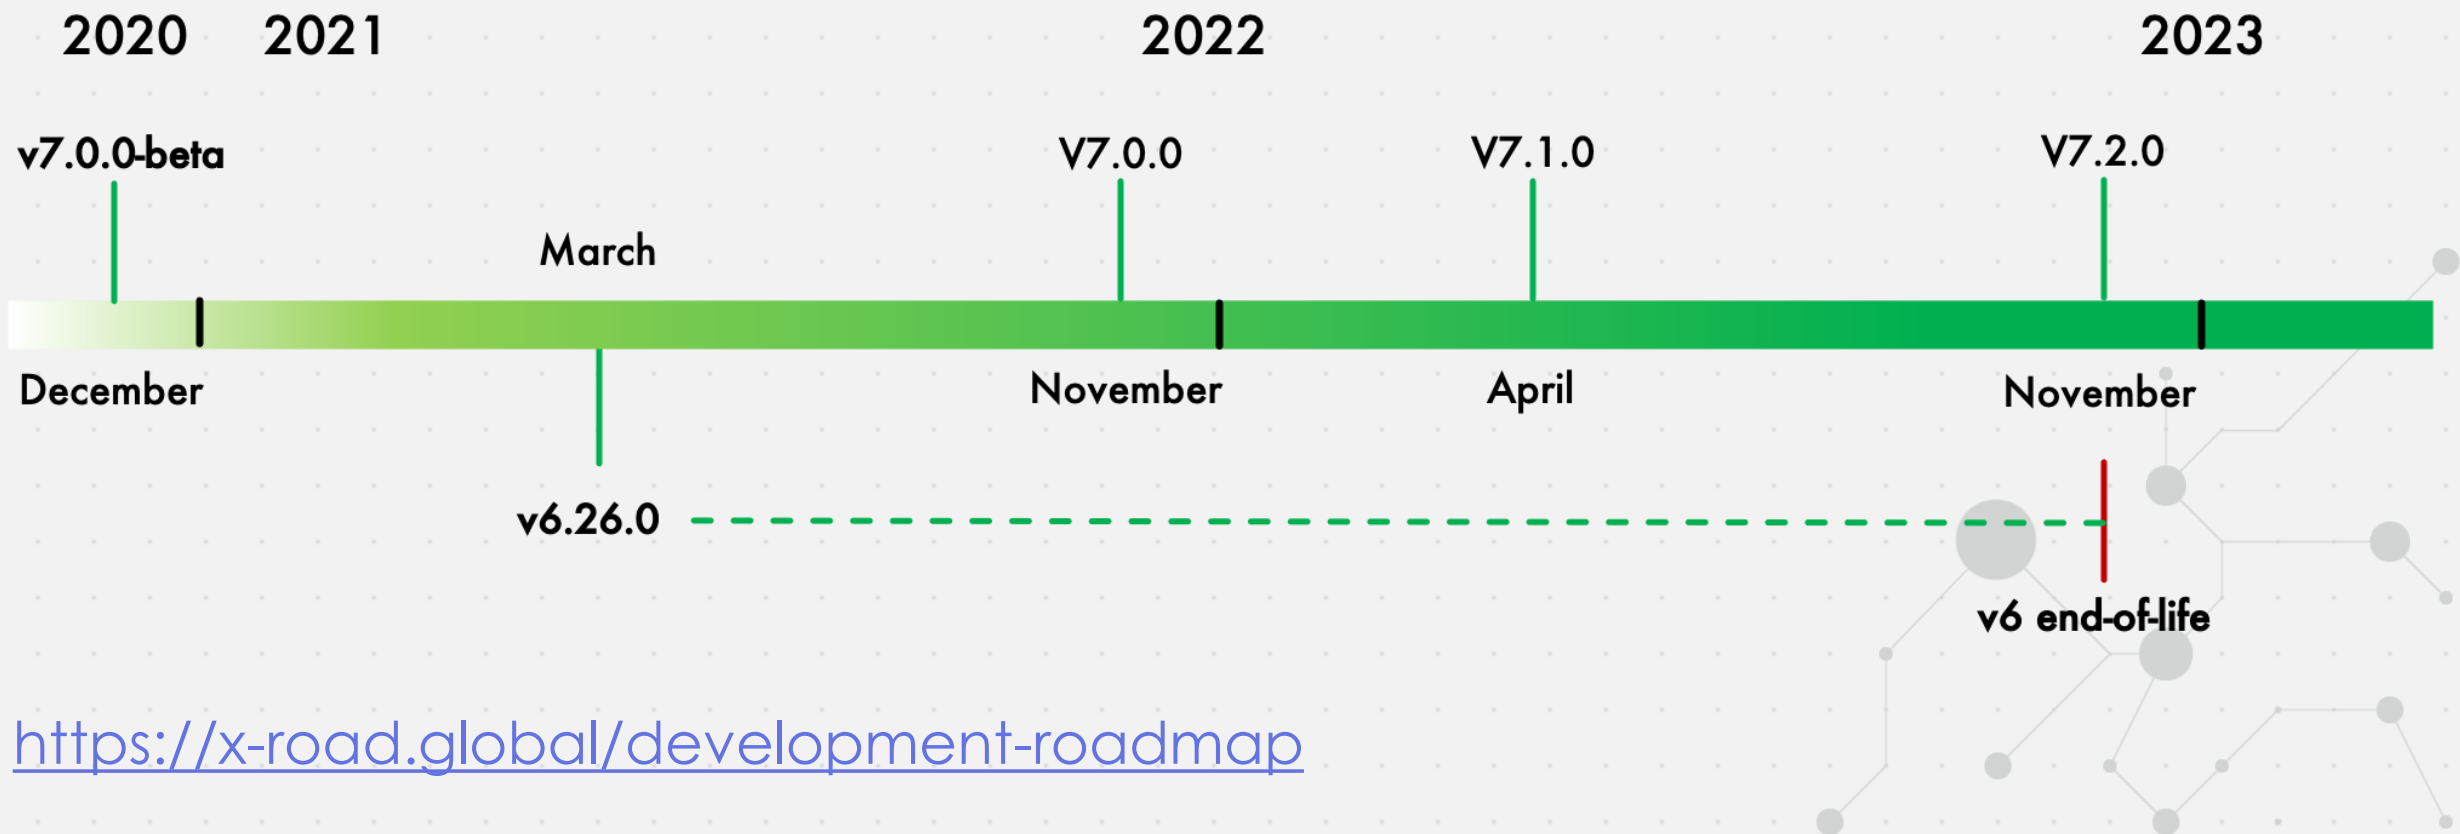 2020 2021 2022 2023
v7.0.0-beta V7.0.0 V7.1.0 V7.2.0
March
December November April November
v6.26.0
v6 end-of-life
https://x-road.global/development-roadmap